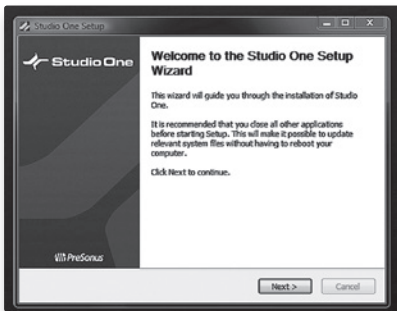 Studio One Setup
Studio One
Welcome to the Studio One Setup
Wizard
This wizard will guide you through the installation of Studio
One.
It is recommended that you close all other applications
before starting Setup. This will make it possible to update
relevant system files without having to reboot your
computer.
Click Next to continue.
PreSonus
Next >
Cancel